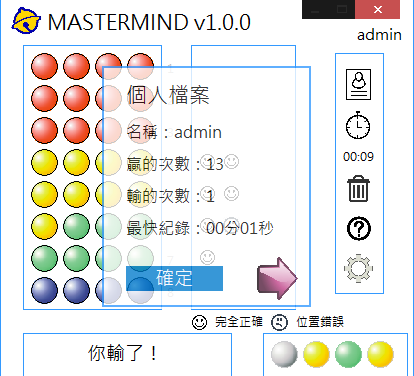 MASTERMIND v1.0.0
admin
個人檔案
名稱：admin
贏的次數：13
輸的次數：1
最快紀錄：00分01秒
確定
00:09
完全正確 位置錯誤
你輸了！